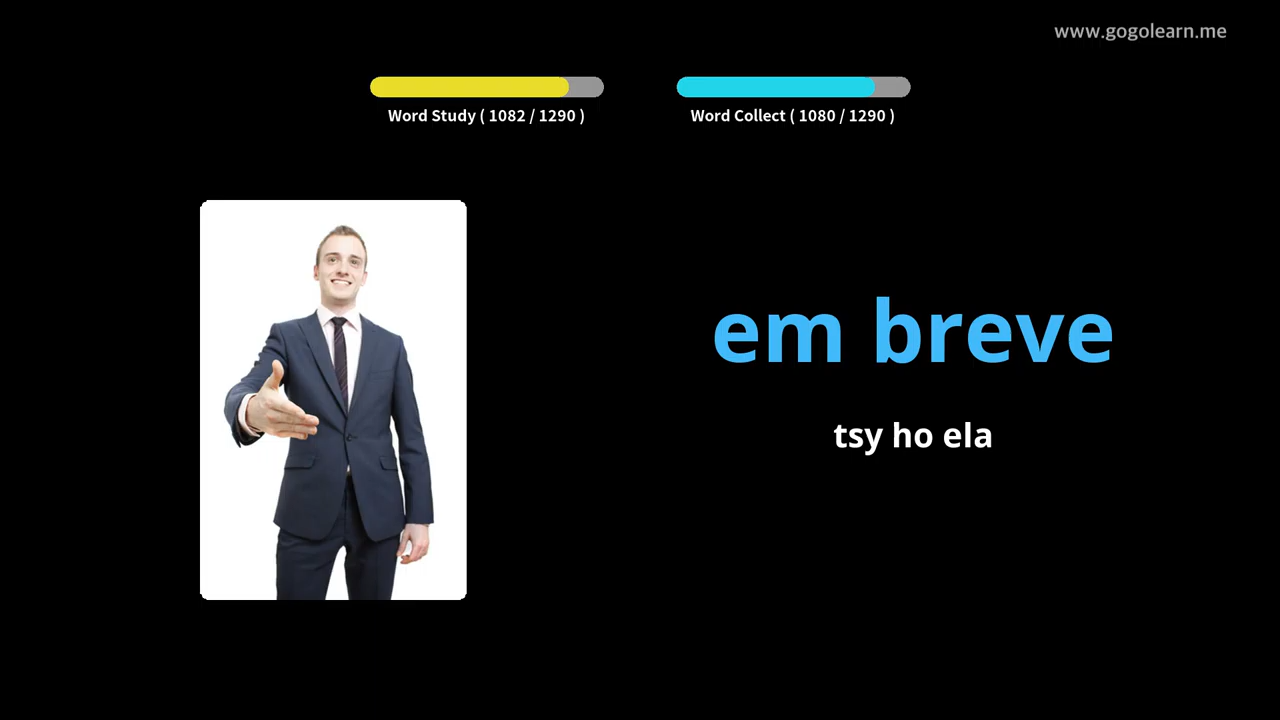 www.gogolearn.me
Word Study ( 1082 / 1290 )
Word Collect ( 1080 / 1290 )
em breve
tsy ho ela